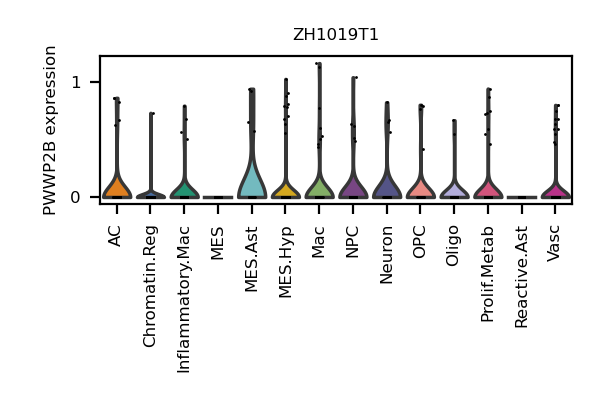 ZH1019T1
PWWP2B expression
1
0
AC
Chromatin.Reg
Inflammatory.Mac
MES
MES.Ast
MES.Hyp
Mac
NPC
Neuron
OPC
Oligo
Prolif.Metab
Reactive.Ast
Vasc